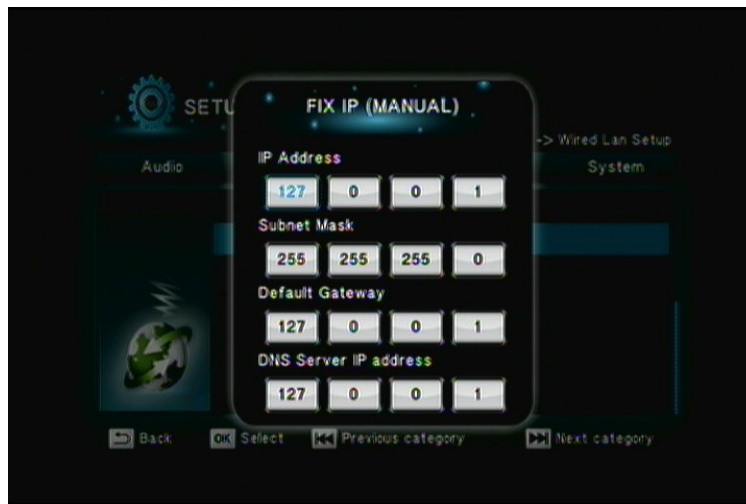 SETU
FIX IP (MANUAL)
-> Wired Lan Setup
Audio
System
IP Address
127 0 0 1
Subnet Mask
255 255 255 0
Default Gateway
127 0 0 1
DNS Server IP address
127 0 0 1
Back OK Select Previous category Next category